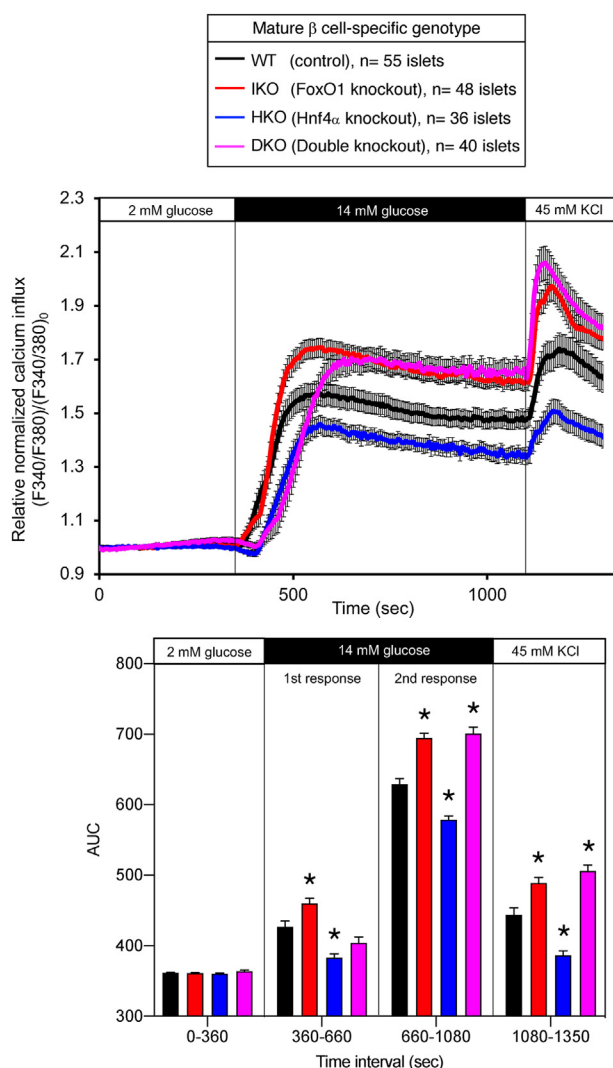 Mature β cell-specific genotype
WT (control), n= 55 islets
IKO (FoxO1 knockout), n= 48 islets
HKO (Hnf4α knockout), n= 36 islets
DKO (Double knockout), n= 40 islets
2 mM glucose 14 mM glucose 45 mM KCl
Relative normalized calcium influx
(F340/F380)/(F340/380)0
2.3
2.1
1.9
1.7
1.5
1.3
1.1
0.9
0 500 1000
Time (sec)
2 mM glucose 14 mM glucose 45 mM KCl
1st response 2nd response
AUC
800
700
600
500
400
300
* * * * * * * *
0-360 360-660 660-1080 1080-1350
Time interval (sec)